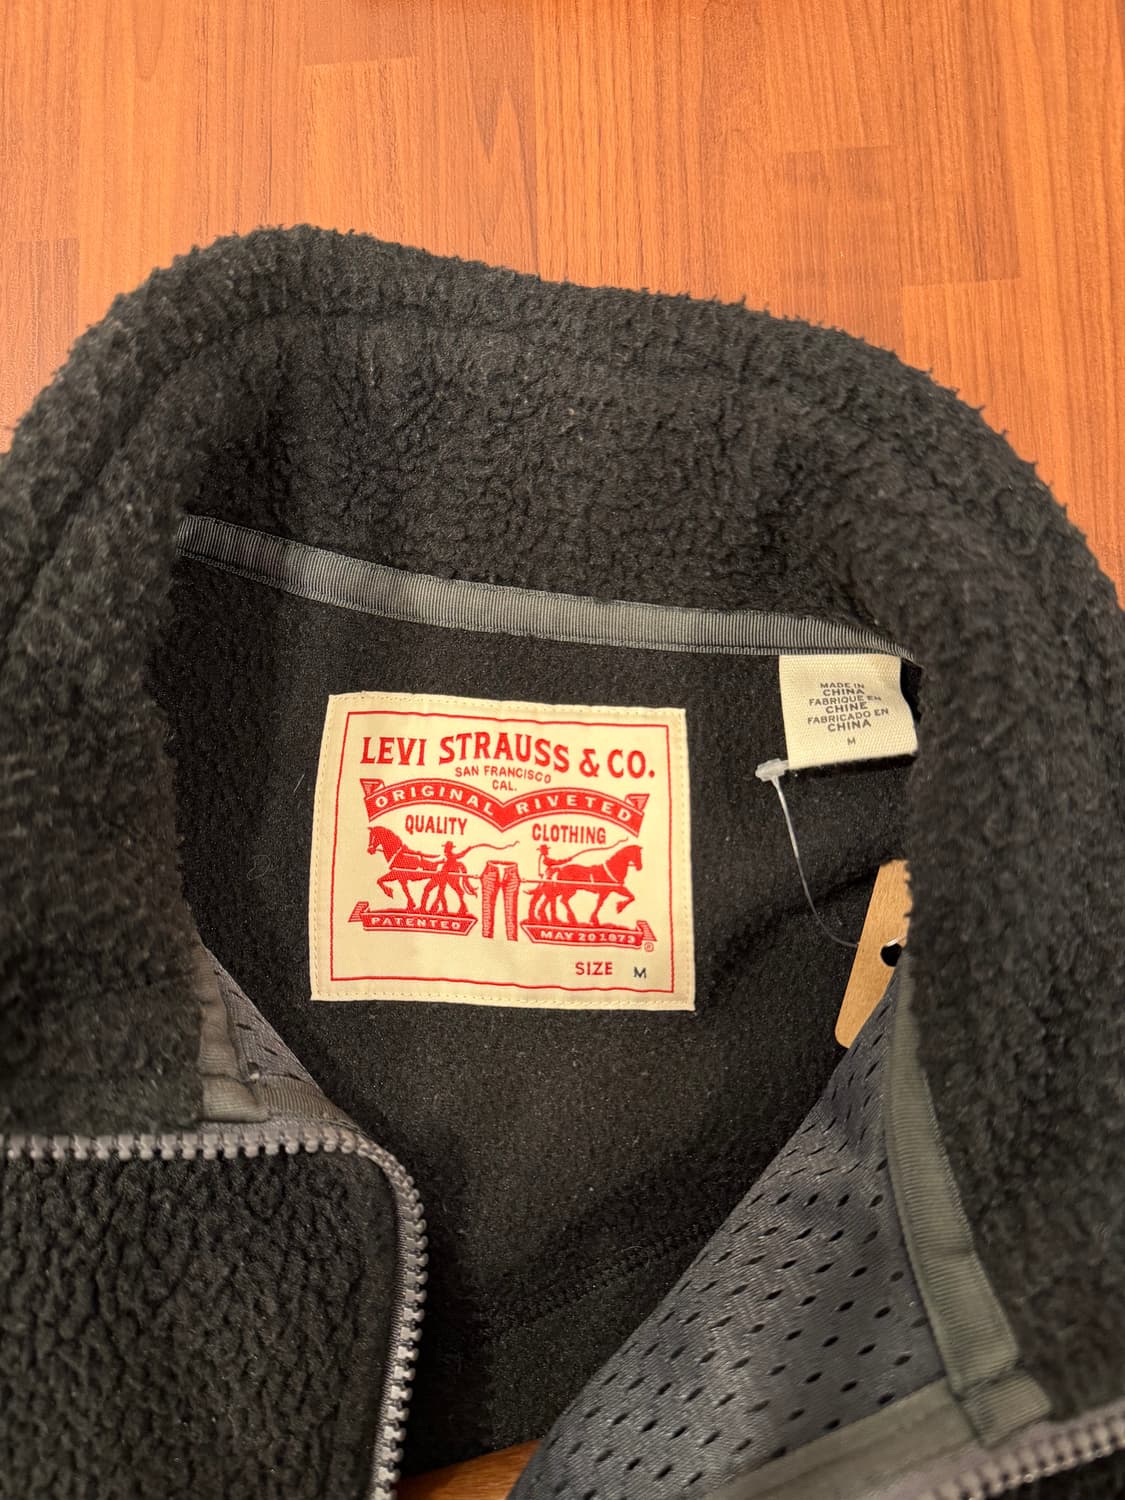 LEVI STRAUSS & CO.
SAN FRANCISCO
CAL.
ORIGINAL RIVETED
QUALITY CLOTHING
PATENTED MAY 20 1873 ®
SIZE M
MADE IN
CHINA
FABRIQUE EN
CHINE
FABRICADO EN
CHINA
M